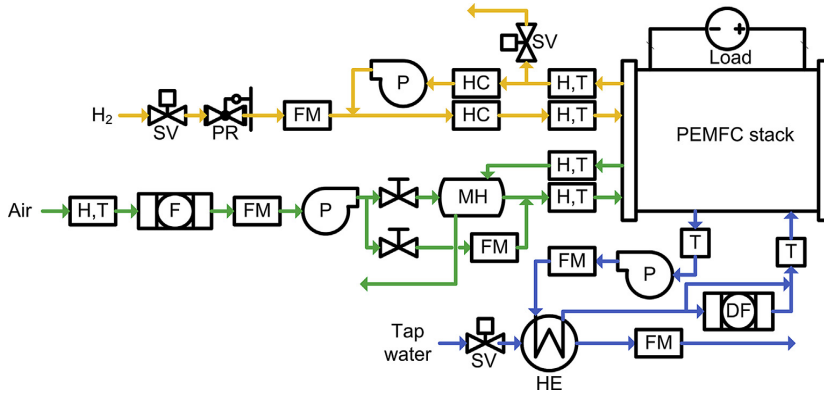 SV
Load
P
HC
H,T
H₂
SV
PR
FM
HC
H,T
PEMFC stack
H,T
Air
H,T
F
FM
P
MH
H,T
FM
T
T
FM
P
DF
Tap
water
SV
HE
FM